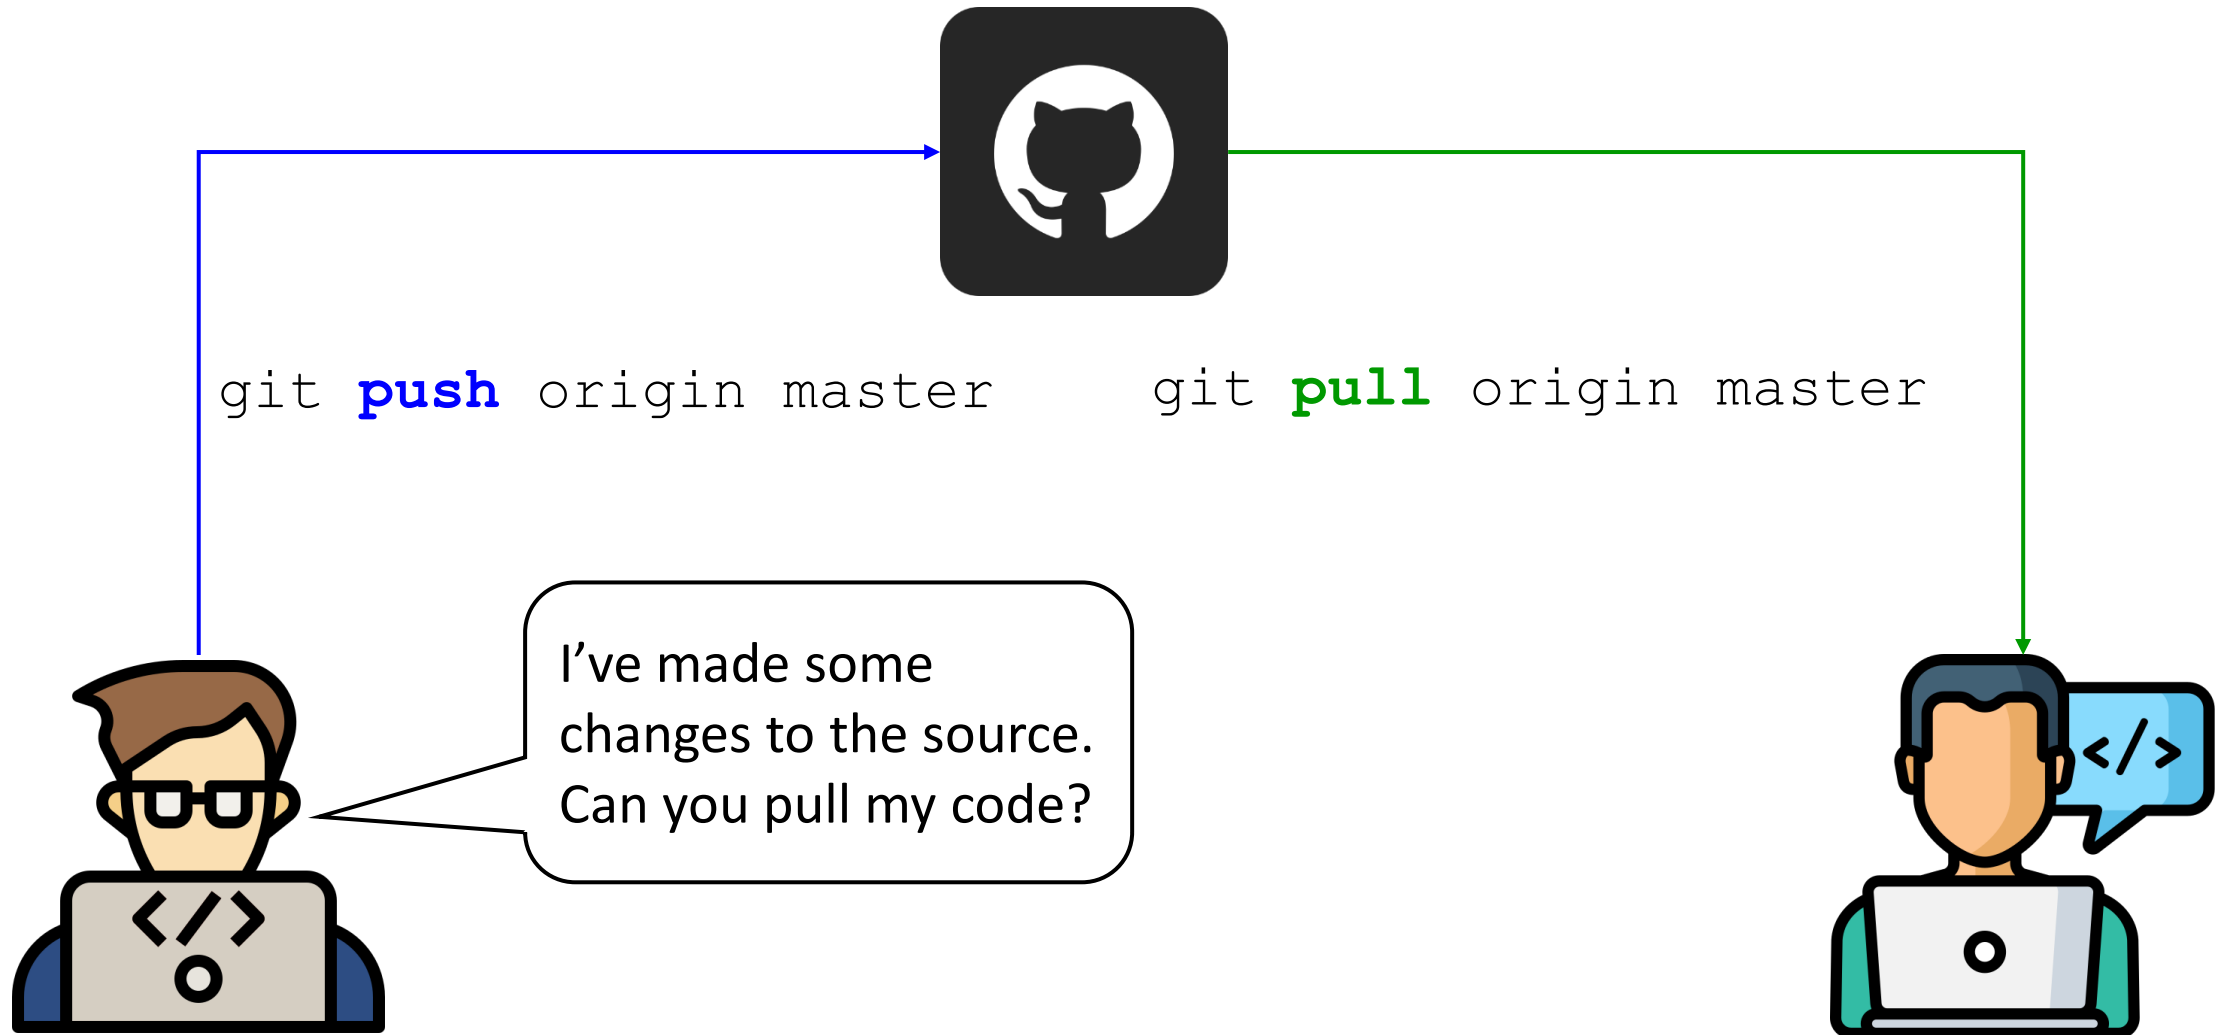 git push origin master
git pull origin master
I’ve made some
changes to the source.
Can you pull my code?
</>
</>